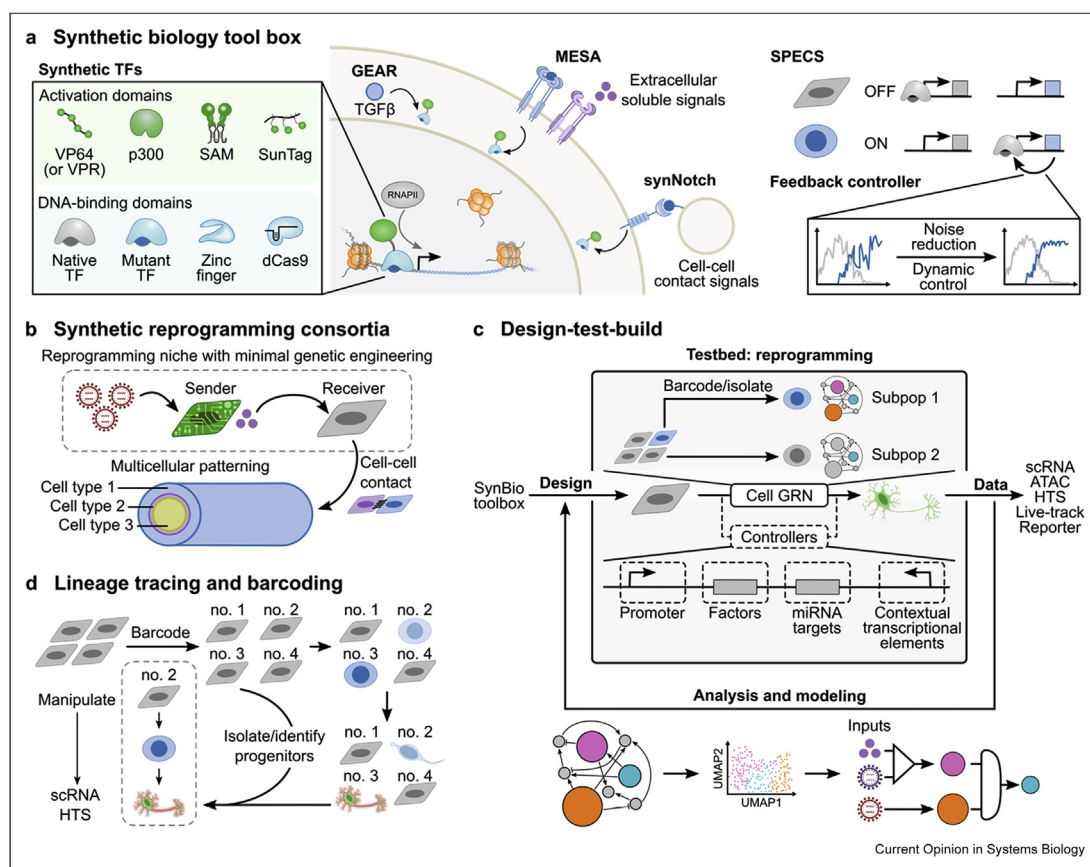 a Synthetic biology tool box
Synthetic TFs
Activation domains
VP64
(or VPR)
p300
SAM
SunTag
DNA-binding domains
Native
TF
Mutant
TF
Zinc
finger
dCas9
GEAR
TGFβ
RNAPII
MESA
Extracellular
soluble signals
synNotch
Cell-cell
contact signals
SPECS
OFF
ON
Feedback controller
Noise
reduction
Dynamic
control
b Synthetic reprogramming consortia
Reprogramming niche with minimal genetic engineering
Sender
Receiver
Multicellular patterning
Cell type 1
Cell type 2
Cell type 3
Cell-cell
contact
c Design-test-build
Testbed: reprogramming
Barcode/isolate
Subpop 1
Subpop 2
SynBio
toolbox
Design
Cell GRN
Controllers
Data
scRNA
ATAC
HTS
Live-track
Reporter
Promoter
Factors
miRNA
targets
Contextual
transcriptional
elements
Analysis and modeling
UMAP2
UMAP1
Inputs
d Lineage tracing and barcoding
Barcode
no. 1
no. 2
no. 3
no. 4
no. 1
no. 2
no. 3
no. 4
no. 2
Manipulate
scRNA
HTS
Isolate/identify
progenitors
no. 1
no. 2
no. 3
no. 4
Current Opinion in Systems Biology